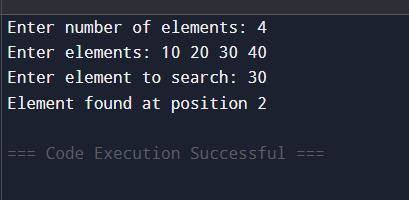 Enter number of elements: 4
Enter elements: 10 20 30 40
Enter element to search: 30
Element found at position 2
=== Code Execution Successful ===